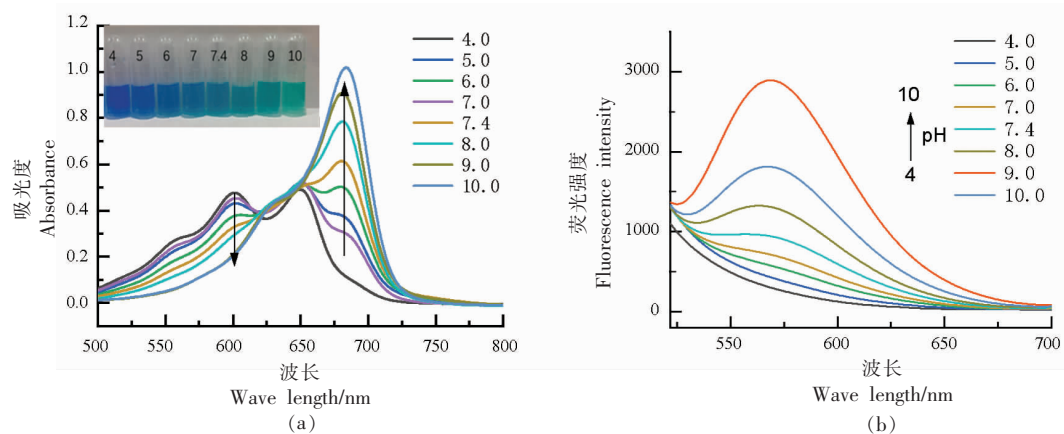 1.2
1.0
0.8
0.6
0.4
0.2
0.0
吸光度
Absorbance
4 5 6 7 7.4 8 9 10
4.0
5.0
6.0
7.0
7.4
8.0
9.0
10.0
500 550 600 650 700 750 800
波长
Wave length/nm
(a)
3000
2000
1000
0
荧光强度
Fluorescence intensity
4.0
5.0
6.0
7.0
7.4
8.0
9.0
10.0
10
pH
4
550 600 650 700
波长
Wave length/nm
(b)